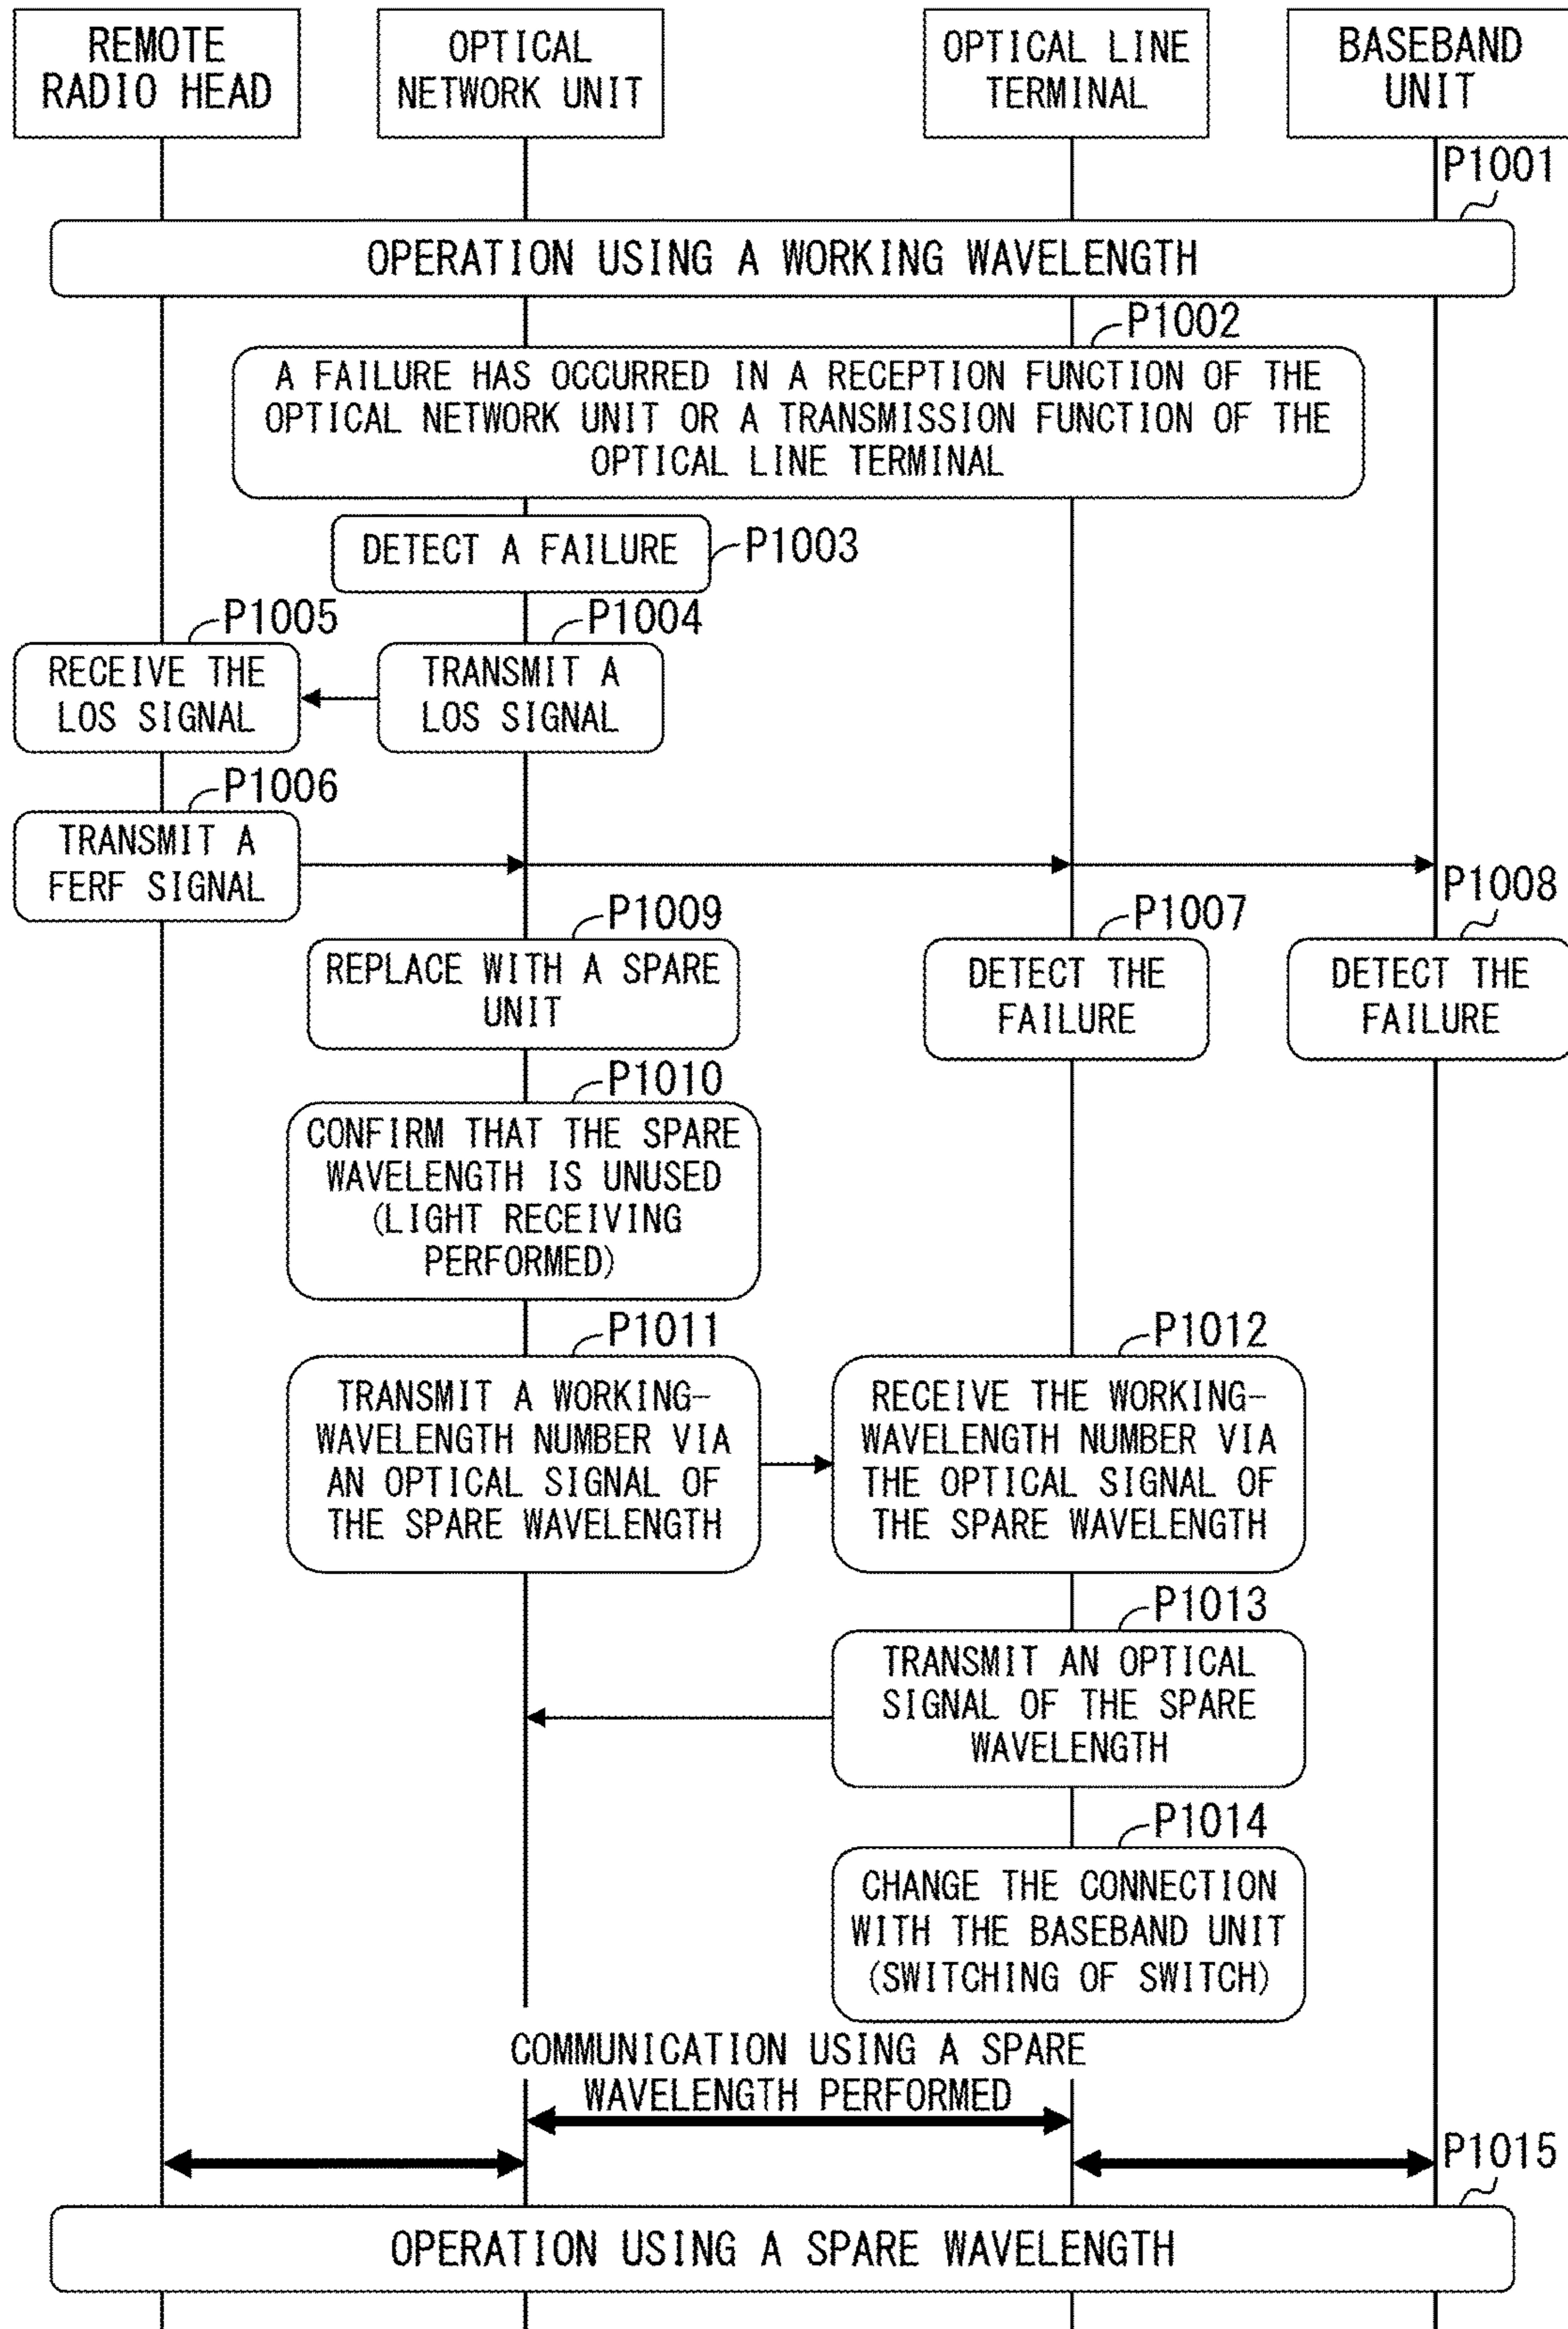 REMOTE
RADIO HEAD
OPTICAL
NETWORK UNIT
OPTICAL LINE
TERMINAL
BASEBAND
UNIT
P1001
OPERATION USING A WORKING WAVELENGTH
P1002
A FAILURE HAS OCCURRED IN A RECEPTION FUNCTION OF THE
OPTICAL NETWORK UNIT OR A TRANSMISSION FUNCTION OF THE
OPTICAL LINE TERMINAL
DETECT A FAILURE
P1003
P1005
RECEIVE THE
LOS SIGNAL
P1004
TRANSMIT A
LOS SIGNAL
P1006
TRANSMIT A
FERF SIGNAL
P1009
REPLACE WITH A SPARE
UNIT
P1007
DETECT THE
FAILURE
P1008
DETECT THE
FAILURE
P1010
CONFIRM THAT THE SPARE
WAVELENGTH IS UNUSED
(LIGHT RECEIVING
PERFORMED)
P1011
TRANSMIT A WORKING-
WAVELENGTH NUMBER VIA
AN OPTICAL SIGNAL OF
THE SPARE WAVELENGTH
P1012
RECEIVE THE WORKING-
WAVELENGTH NUMBER VIA
THE OPTICAL SIGNAL OF
THE SPARE WAVELENGTH
P1013
TRANSMIT AN OPTICAL
SIGNAL OF THE SPARE
WAVELENGTH
P1014
CHANGE THE CONNECTION
WITH THE BASEBAND UNIT
(SWITCHING OF SWITCH)
COMMUNICATION USING A SPARE
WAVELENGTH PERFORMED
P1015
OPERATION USING A SPARE WAVELENGTH